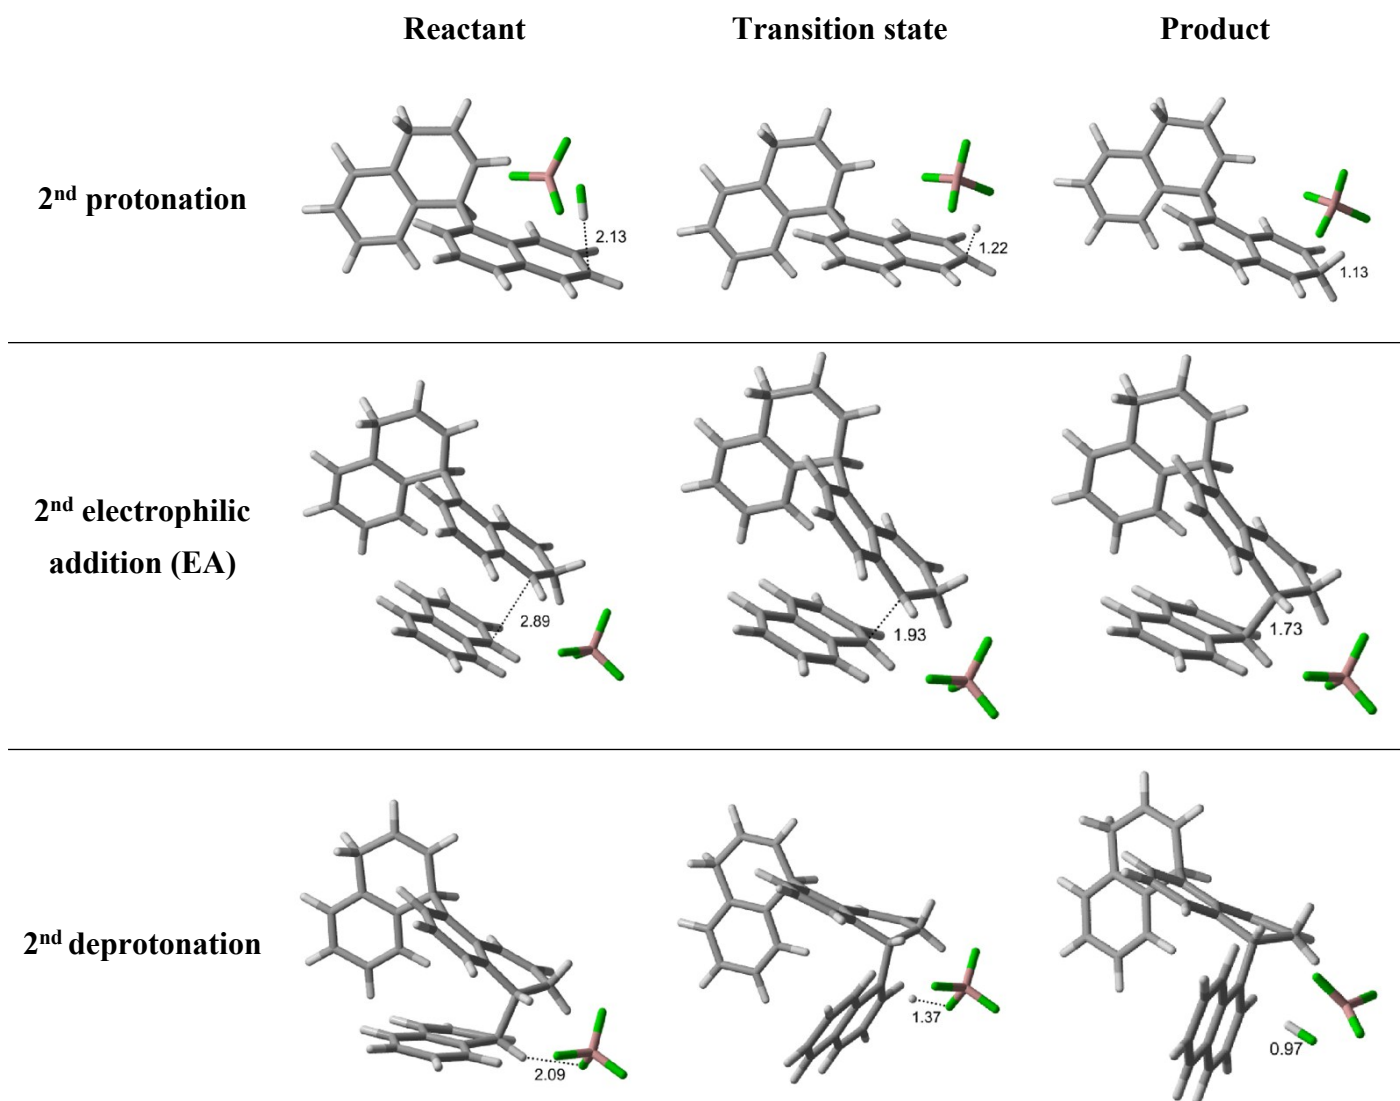 Reactant Transition state Product
2nd protonation
2.13 1.22 1.13
2nd electrophilic
addition (EA)
2.89 1.93 1.73
2nd deprotonation
2.09 1.37 0.97